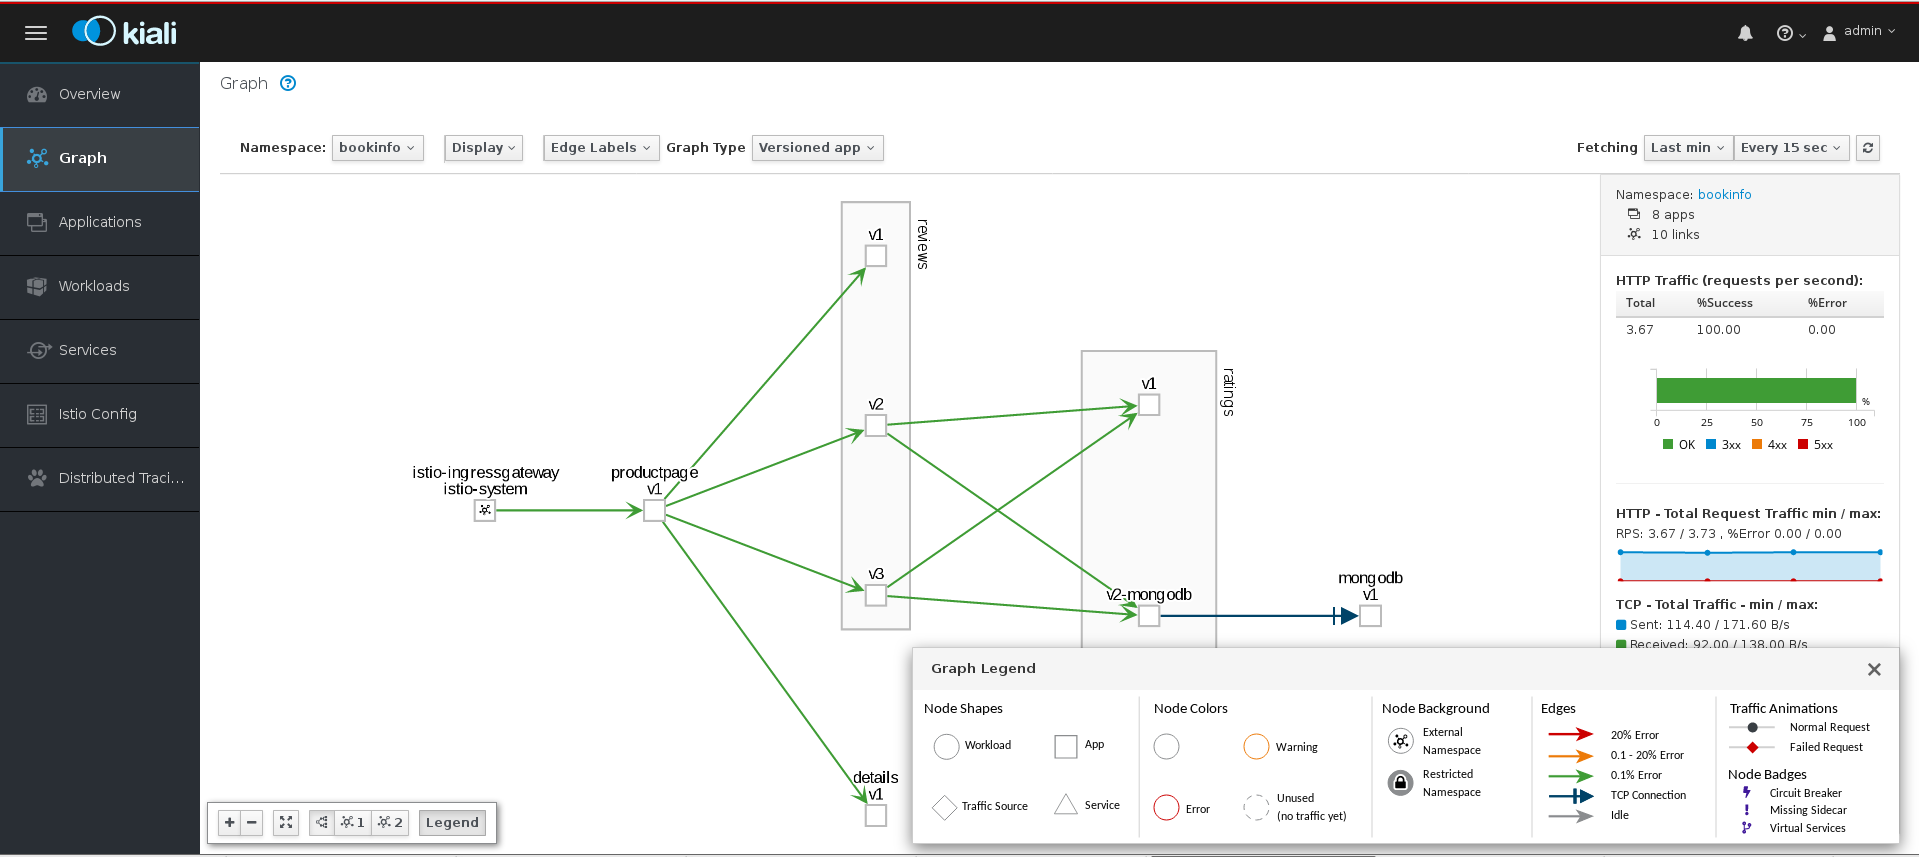 kiali
admin
Overview
Graph
Applications
Workloads
Services
Istio Config
Distributed Traci...
Graph
Namespace: bookinfo Display Edge Labels Graph Type Versioned app Fetching Last min Every 15 sec
reviews
v1
v2
v3
ratings
v1
v2-mongodb
istio-ingressgateway
istio-system
productpage
v1
mongodb
v1
details
v1
Namespace: bookinfo
8 apps
10 links
HTTP Traffic (requests per second):
Total %Success %Error
3.67 100.00 0.00
%
0 25 50 75 100
OK 3xx 4xx 5xx
HTTP - Total Request Traffic min / max:
RPS: 3.67 / 3.73 , %Error 0.00 / 0.00
TCP - Total Traffic - min / max:
Sent: 114.40 / 171.60 B/s
Received: 92.00 / 138.00 B/s
1 2 Legend
Graph Legend
Node Shapes
Workload App
Traffic Source Service
Node Colors
Warning
Error
Unused
(no traffic yet)
Node Background
External
Namespace
Restricted
Namespace
Edges
20% Error
0.1 - 20% Error
0.1% Error
TCP Connection
Idle
Traffic Animations
Normal Request
Failed Request
Node Badges
Circuit Breaker
Missing Sidecar
Virtual Services